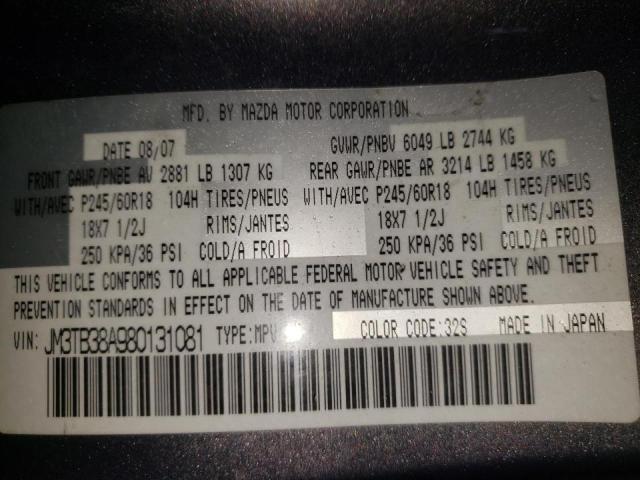 MFD. BY MAZDA MOTOR CORPORATION
DATE 08/07 GVWR/PNBV 6049 LB 2744 KG
FRONT GAWR/PNBE AV 2881 LB 1307 KG REAR GAWR/PNBE AR 3214 LB 1458 KG
WITH/AVEC P245/60R18 104H TIRES/PNEUS WITH/AVEC P245/60R18 104H TIRES/PNEUS
18X7 1/2J RIMS/JANTES 18X7 1/2J RIMS/JANTES
250 KPA/36 PSI COLD/A FROID 250 KPA/36 PSI COLD/A FROID
THIS VEHICLE CONFORMS TO ALL APPLICABLE FEDERAL MOTOR VEHICLE SAFETY AND THEFT
PREVENTION STANDARDS IN EFFECT ON THE DATE OF MANUFACTURE SHOWN ABOVE.
VIN: JM3TB38A980131081 TYPE:MPV COLOR CODE:32S MADE IN JAPAN